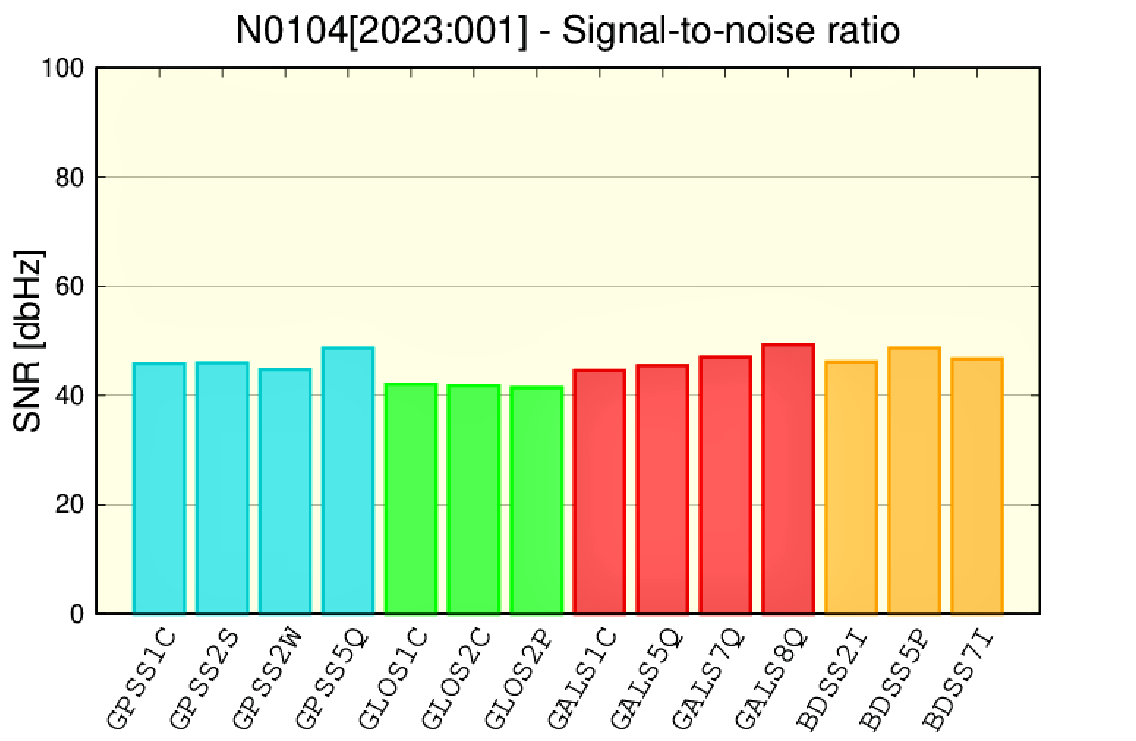 N0104[2023:001] - Signal-to-noise ratio
SNR [dbHz]
100
80
60
40
20
0
GPSS1C
GPSS2S
GPSS2W
GPSS5Q
GLOS1C
GLOS2C
GLOS2P
GALS1C
GALS5Q
GALS7Q
GALS8Q
BDSS2I
BDSS5P
BDSS7I